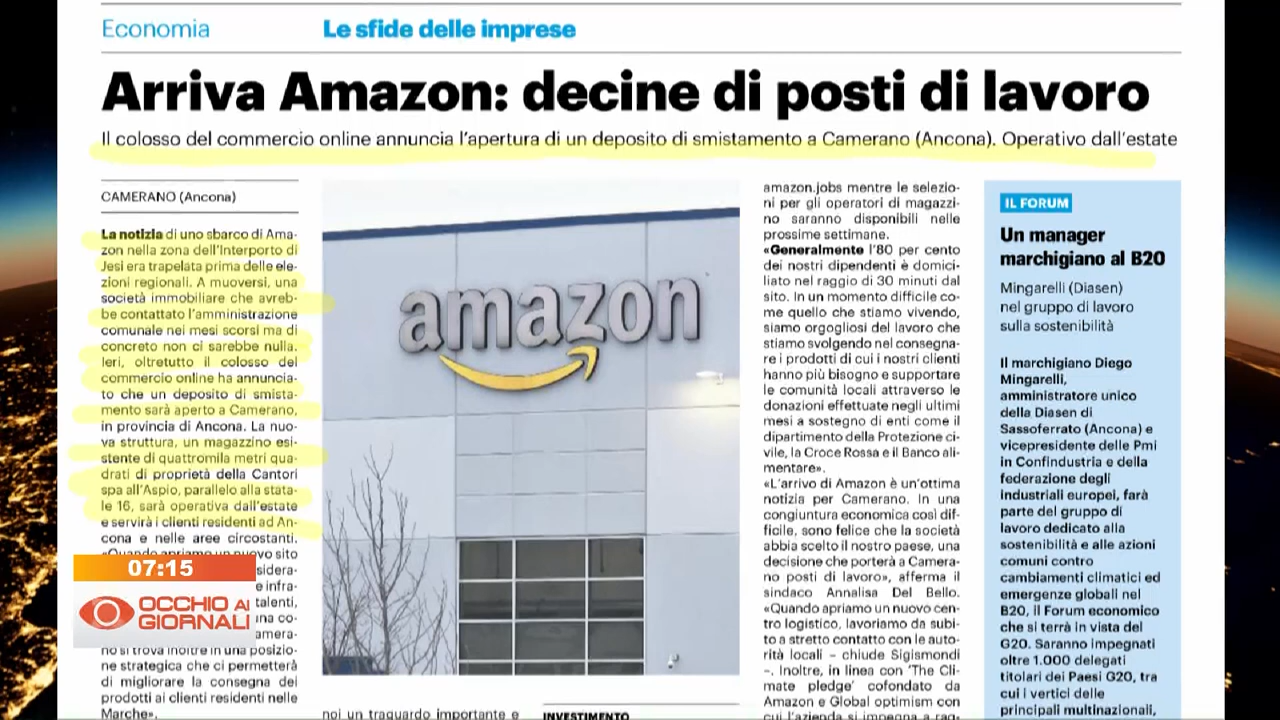 Economia
Le sfide delle imprese
Arriva Amazon: decine di posti di lavoro
Il colosso del commercio online annuncia l'apertura di un deposito di smistamento a Camerano (Ancona). Operativo dall'estate
CAMERANO (Ancona)
La notizia di uno sbarco di Ama-
zon nella zona dell'Interporto di
Jesi era trapelata prima delle ele-
zioni regionali. A muoversi, una
società immobiliare che avreb-
be contattato l'amministrazione
comunale nei mesi scorsi ma di
concreto non ci sarebbe nulla.
Ieri, oltretutto il colosso del
commercio online ha annuncia-
to che un deposito di smista-
mento sarà aperto a Camerano,
in provincia di Ancona. La nuo-
va struttura, un magazzino esi-
stente di quattromila metri qua-
drati di proprietà della Cantori
spa all'Aspio, parallelo alla stata-
le 16, sarà operativa dall'estate
e servirà i clienti residenti ad An-
cona e nelle aree circostanti.
«Quando apriamo un nuovo sito
sidera-
e infra-
talenti,
una co-
amera-
no si trova inoltre in una posizio-
ne strategica che ci permetterà
di migliorare la consegna dei
prodotti ai clienti residenti nelle
Marche».
07:15
OCCHIO AI
GIORNALI
amazon
noi un traguardo importante e
INVESTIMENTO
amazon.jobs mentre le selezio-
ni per gli operatori di magazzi-
no saranno disponibili nelle
prossime settimane.
«Generalmente l'80 per cento
dei nostri dipendenti è domici-
liato nel raggio di 30 minuti dal
sito. In un momento difficile co-
me quello che stiamo vivendo,
siamo orgogliosi del lavoro che
stiamo svolgendo nel consegna-
re i prodotti di cui i nostri clienti
hanno più bisogno e supportare
le comunità locali attraverso le
donazioni effettuate negli ultimi
mesi a sostegno di enti come il
dipartimento della Protezione ci-
vile, la Croce Rossa e il Banco ali-
mentare».
«L'arrivo di Amazon è un'ottima
notizia per Camerano. In una
congiuntura economica così dif-
ficile, sono felice che la società
abbia scelto il nostro paese, una
decisione che porterà a Camera-
no posti di lavoro», afferma il
sindaco Annalisa Del Bello.
«Quando apriamo un nuovo cen-
tro logistico, lavoriamo da subi-
to a stretto contatto con le auto-
rità locali – chiude Sigismondi
–. Inoltre, in linea con 'The Cli-
mate pledge' cofondato da
Amazon e Global optimism con
cui l'azienda si impegna a rag-
IL FORUM
Un manager
marchigiano al B20
Mingarelli (Diasen)
nel gruppo di lavoro
sulla sostenibilità
Il marchigiano Diego
Mingarelli,
amministratore unico
della Diasen di
Sassoferrato (Ancona) e
vicepresidente delle Pmi
in Confindustria e della
federazione degli
industriali europei, farà
parte del gruppo di
lavoro dedicato alla
sostenibilità e alle azioni
comuni contro
cambiamenti climatici ed
emergenze globali nel
B20, il Forum economico
che si terrà in vista del
G20. Saranno impegnati
oltre 1.000 delegati
titolari dei Paesi G20, tra
cui i vertici delle
principali multinazionali,